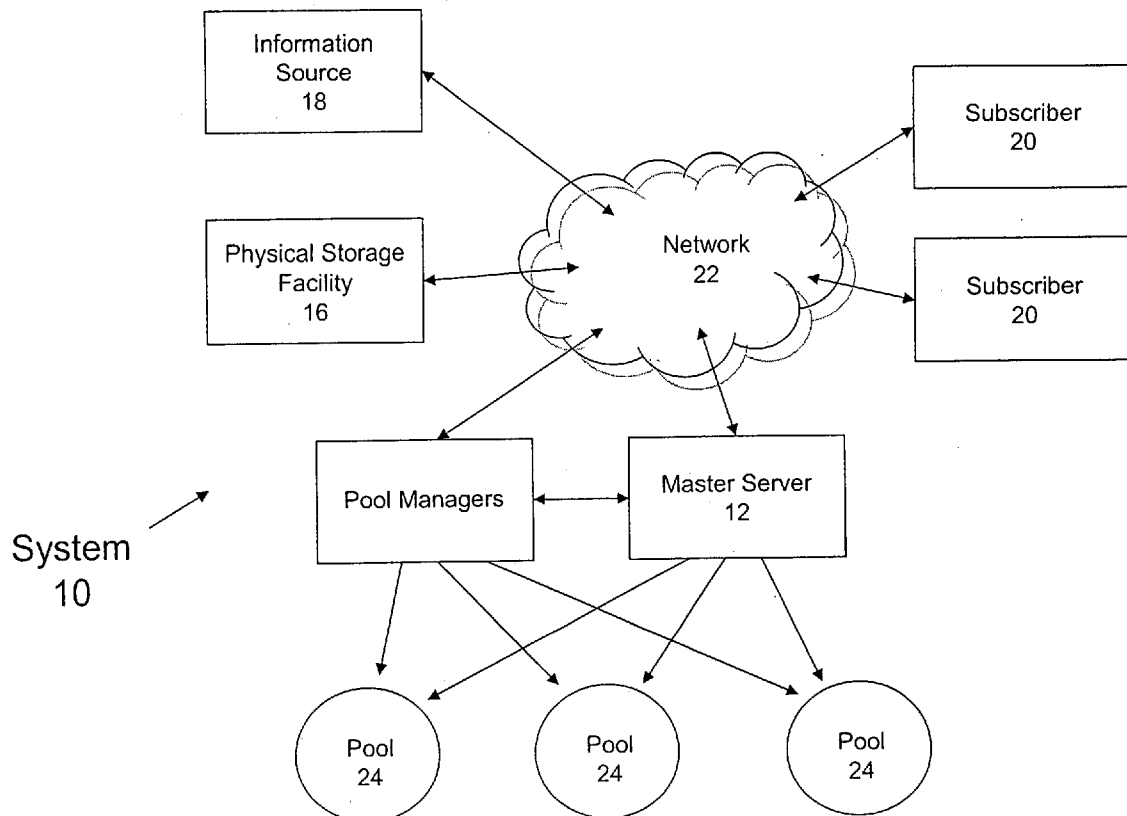 Information
Source
18
Subscriber
20
Physical Storage
Facility
16
Network
22
Subscriber
20
Pool Managers
Master Server
12
System
10
Pool
24
Pool
24
Pool
24